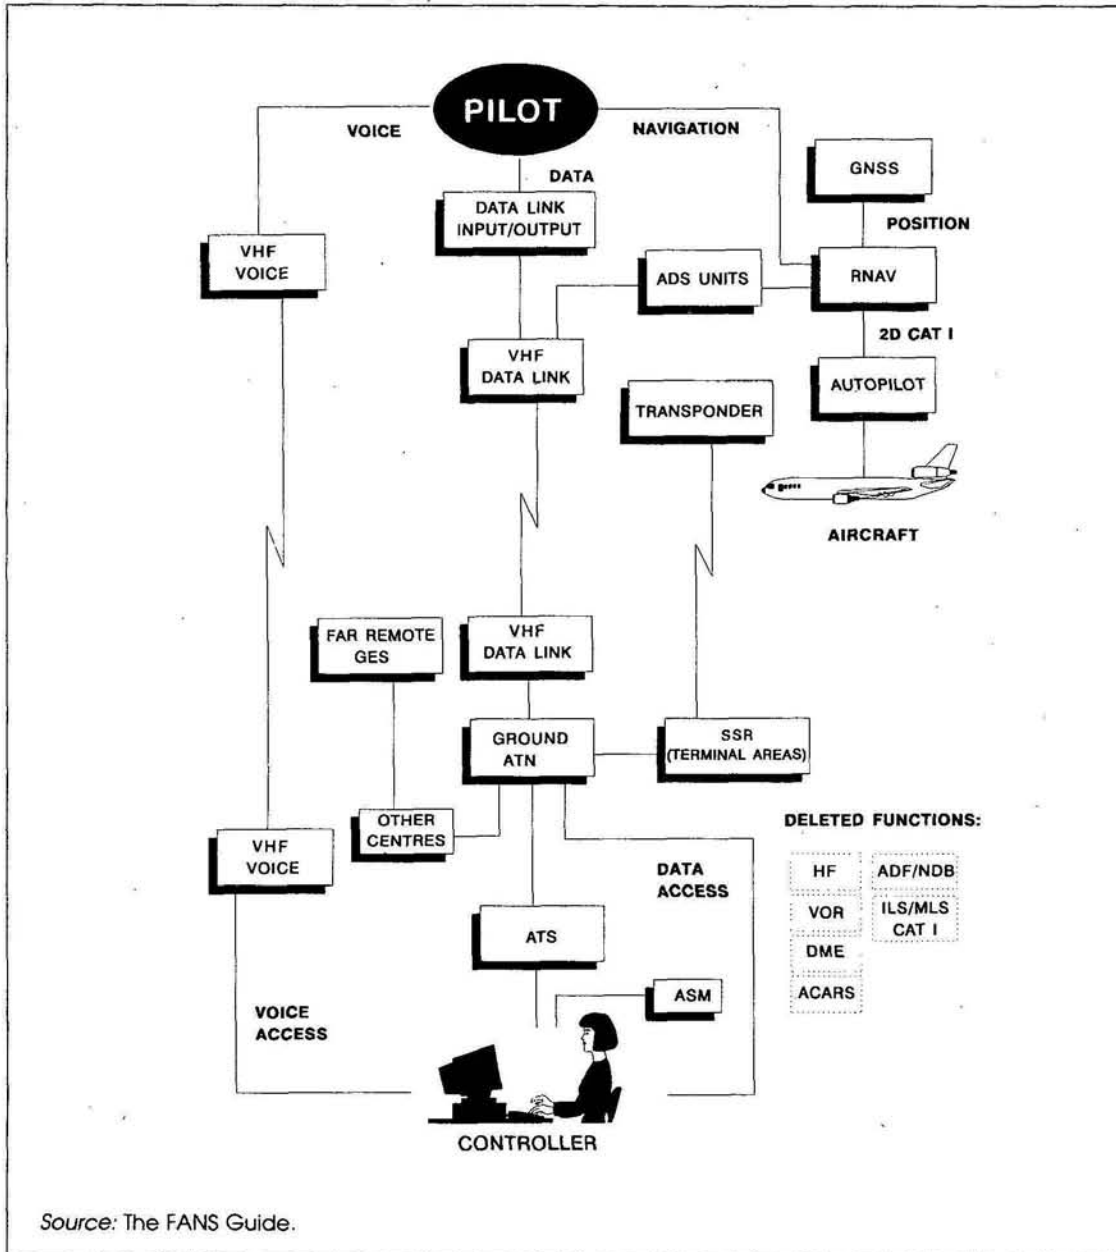 PILOT
VOICE
NAVIGATION
DATA
GNSS
DATA LINK
INPUT/OUTPUT
POSITION
VHF
VOICE
ADS UNITS
RNAV
2D CAT I
VHF
DATA LINK
AUTOPILOT
TRANSPONDER
AIRCRAFT
FAR REMOTE
GES
VHF
DATA LINK
GROUND
ATN
SSR
(TERMINAL AREAS)
OTHER
CENTRES
VHF
VOICE
DATA
ACCESS
DELETED FUNCTIONS:
HF
ADF/NDB
VOR
ILS/MLS
CAT I
DME
ACARS
ATS
ASM
VOICE
ACCESS
CONTROLLER
Source: The FANS Guide.